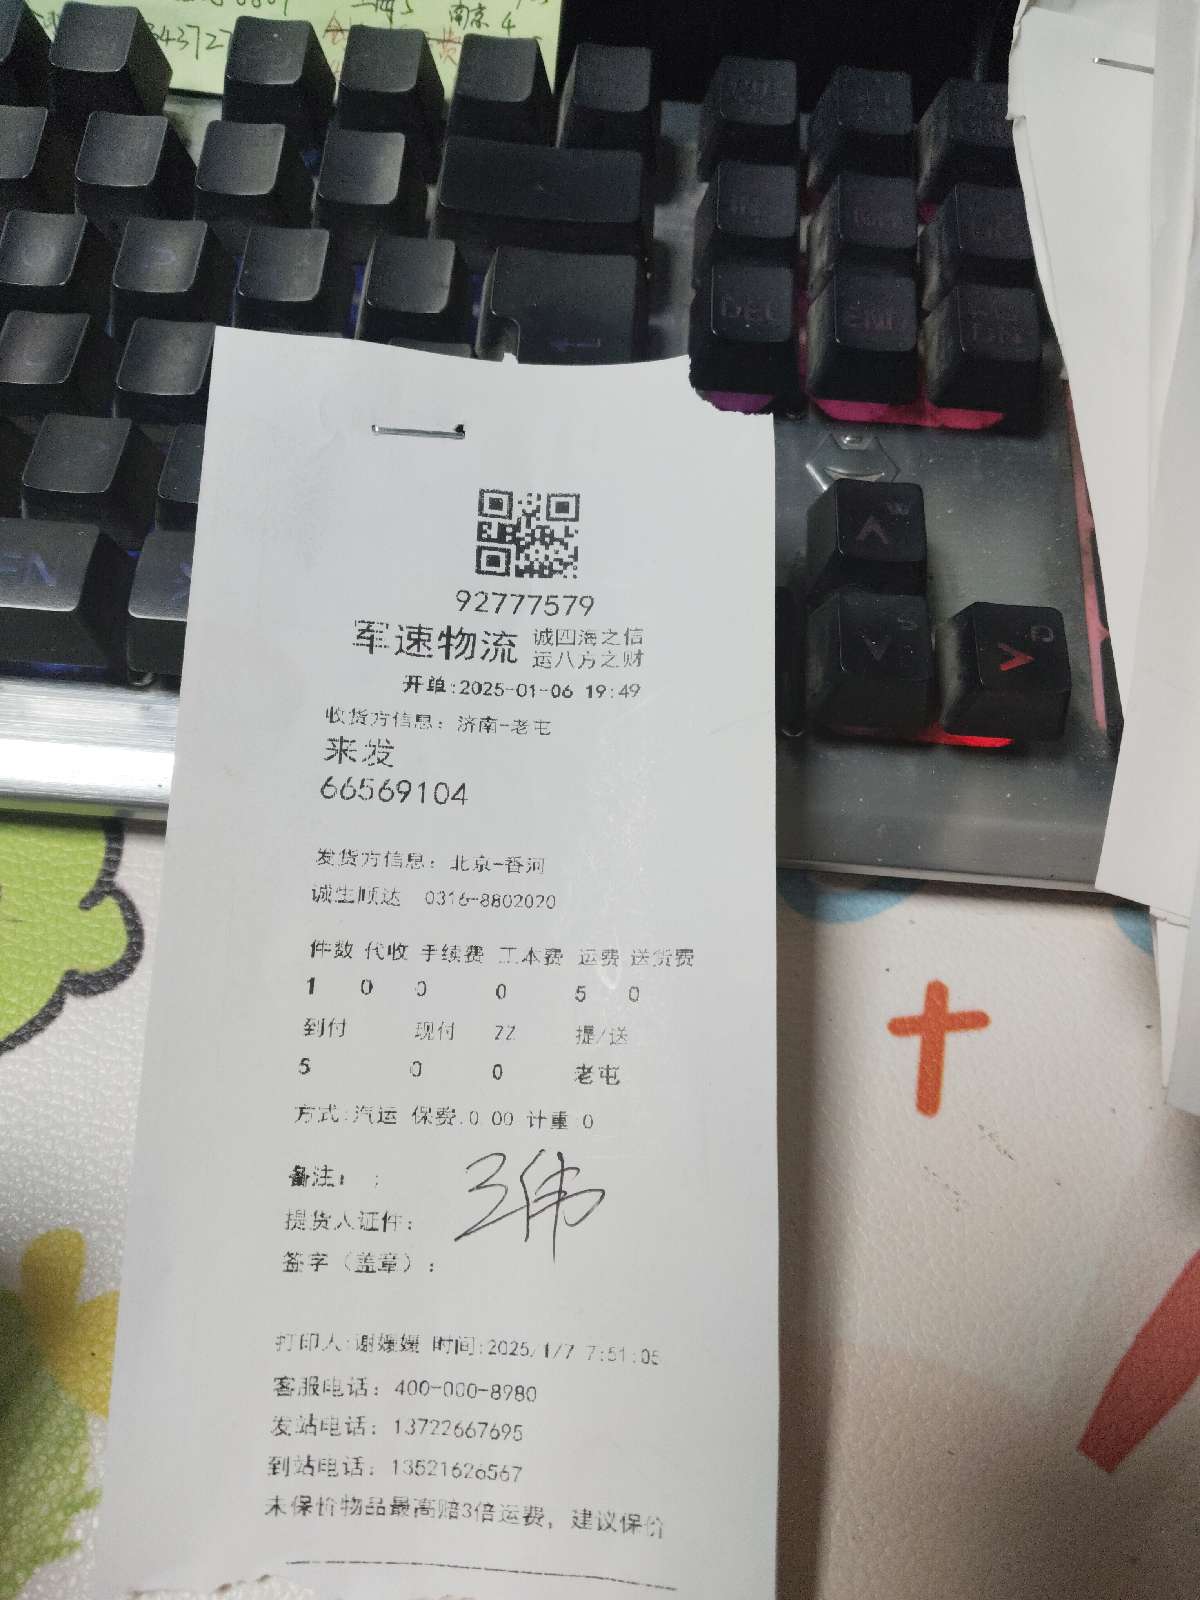 南京 4
92777579
军速物流 诚四海之信
运八方之财
开单:2025-01-06 19:49
收货方信息: 济南-老屯
来发
66569104
发货方信息: 北京-香河
诚生顺达 0316-8802020
件数 代收 手续费 工本费 运费 送货费
1 0 0 0 5 0
到付 现付 ZZ 提/送
5 0 0 老屯
方式:汽运 保费:0.00 计重 0
备注: ;
提货人证件:
签字（盖章）:
打印人:谢媛媛 时间:2025/1/7 7:51:05
客服电话: 400-000-8980
发站电话: 13722667695
到站电话: 13521626567
未保价物品最高赔3倍运费, 建议保价